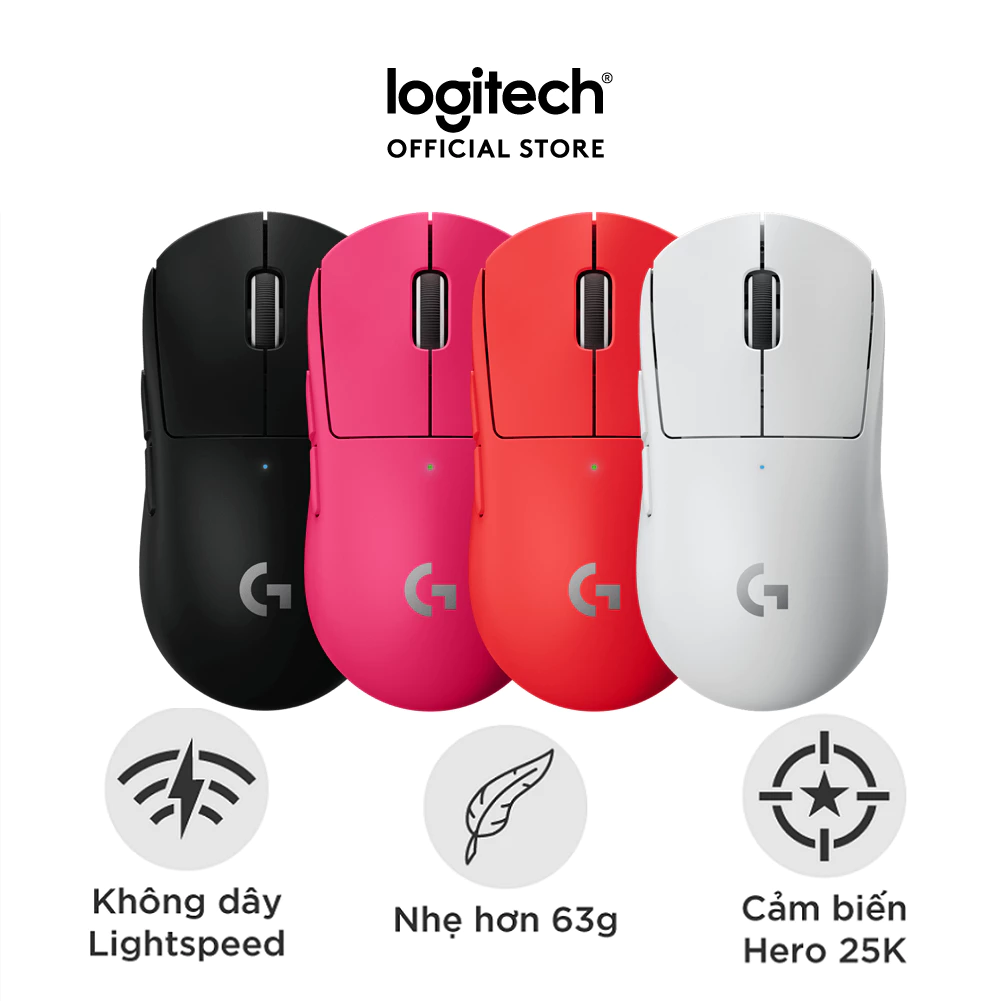 logitech®
OFFICIAL STORE
Không dây
Lightspeed
Nhẹ hơn 63g
Cảm biến
Hero 25K